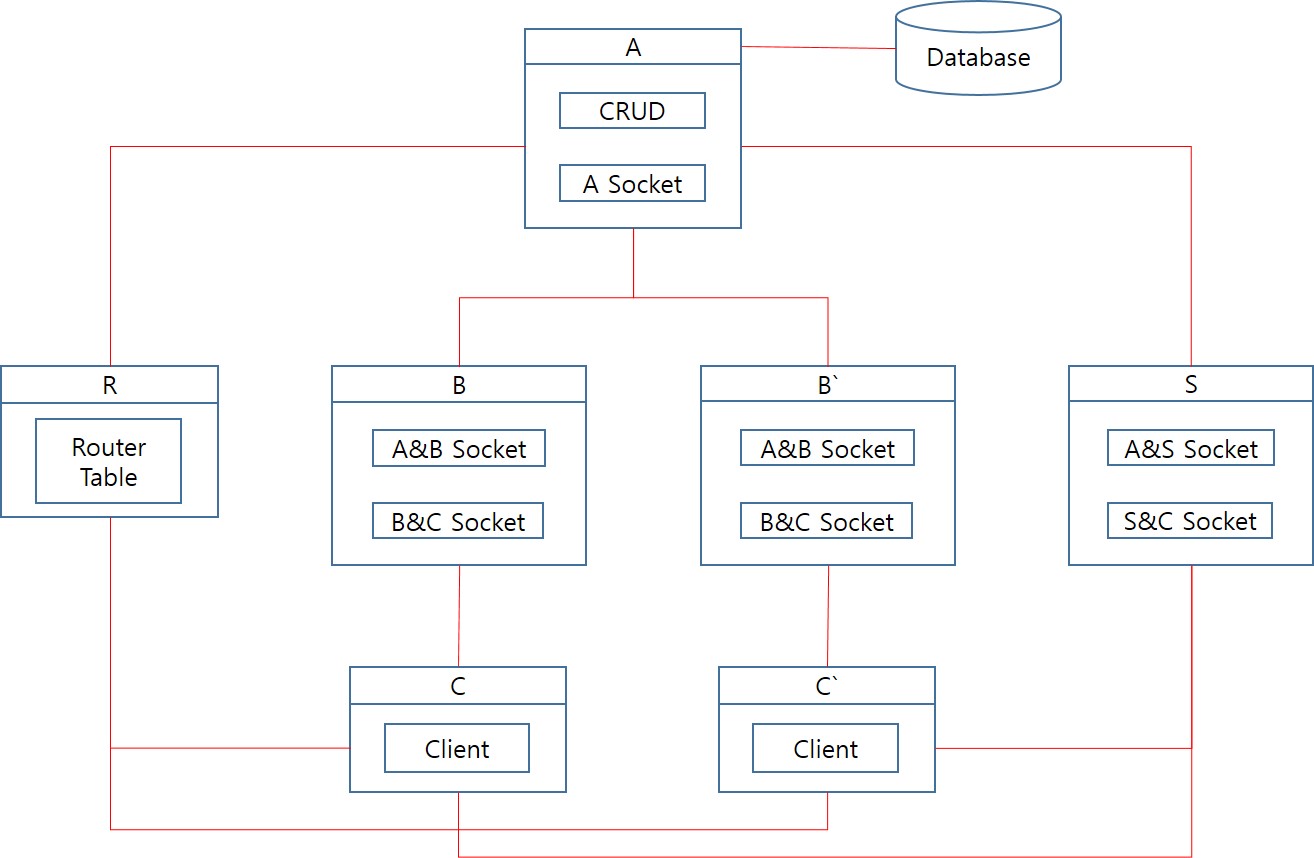 A
Database
CRUD
A Socket
R
B
B`
S
Router
Table
A&B Socket
A&B Socket
A&S Socket
B&C Socket
B&C Socket
S&C Socket
C
C`
Client
Client